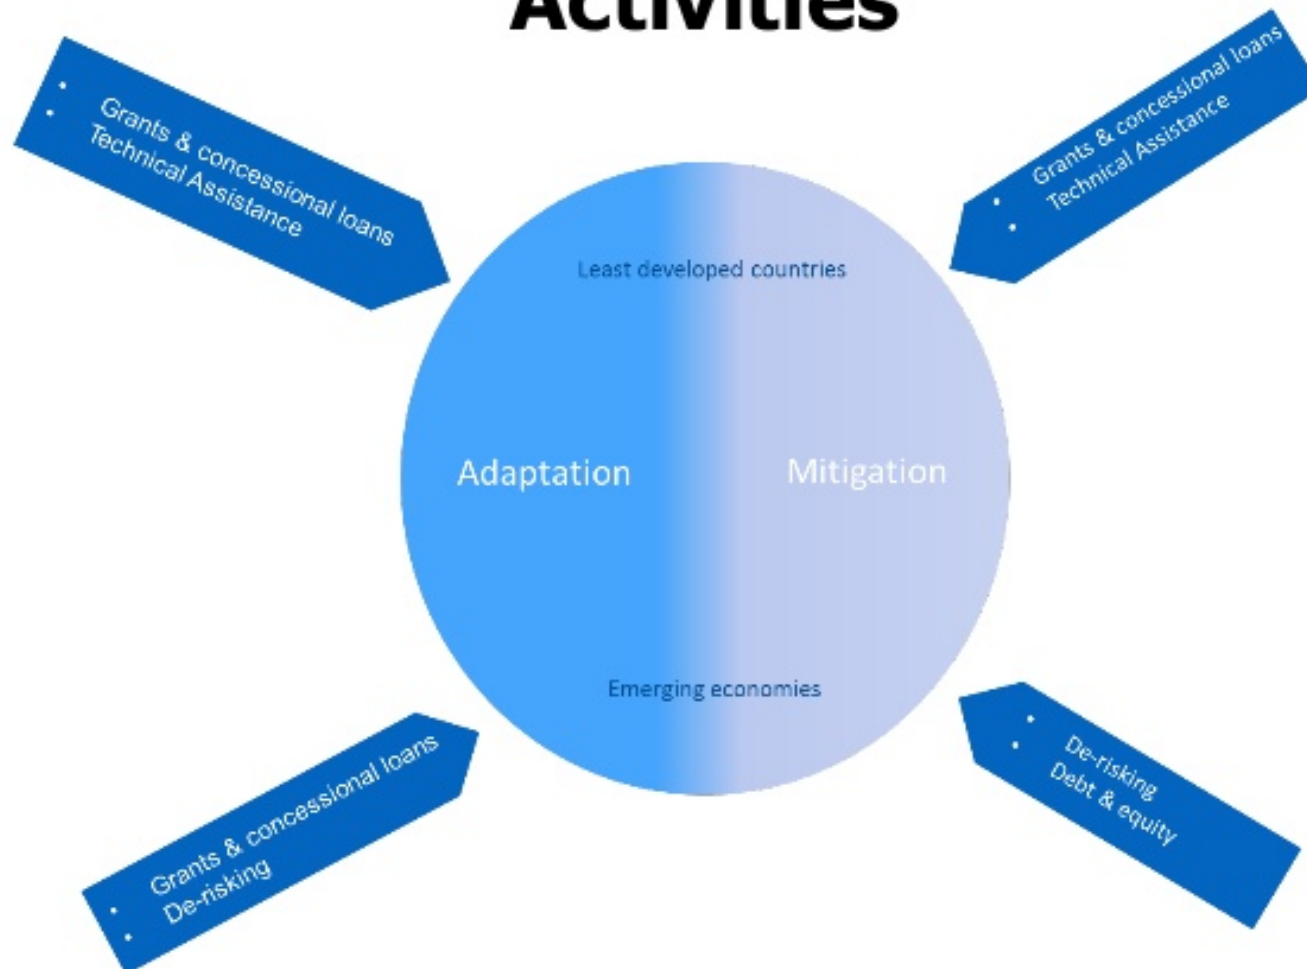 Activities
• Grants & concessional loans
• Technical Assistance
• Grants & concessional loans
• Technical Assistance
Least developed countries
Adaptation
Mitigation
Emerging economies
• Grants & concessional loans
• De-risking
• De-risking
• Debt & equity